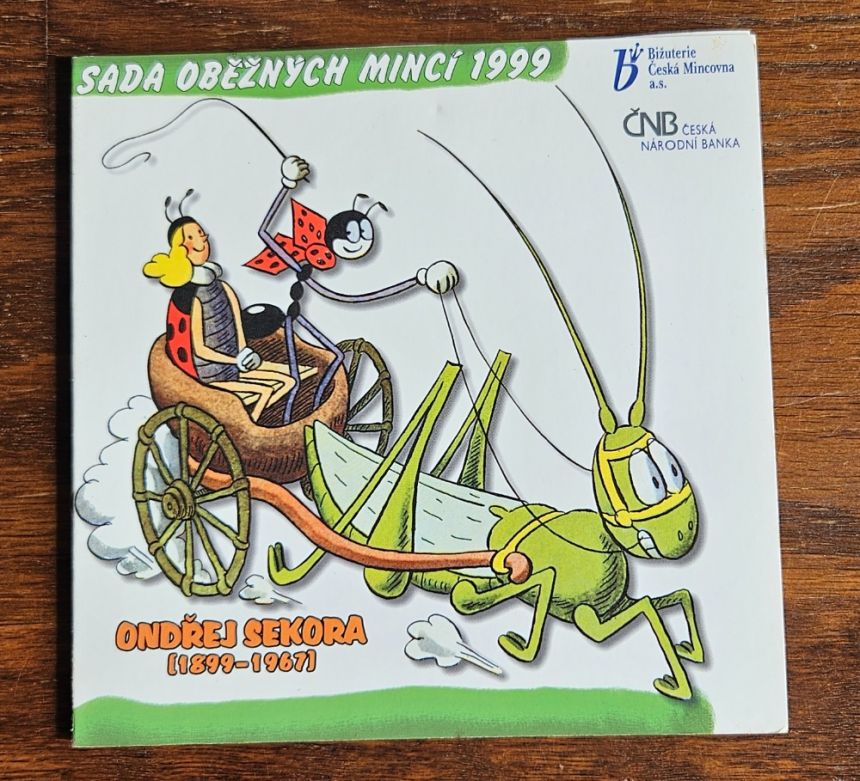 SADA OBĚŽNÝCH MINCÍ 1999
Bižuterie
Česká Mincovna
a.s.
ČNB ČESKÁ
NÁRODNÍ BANKA
ONDŘEJ SEKORA
(1899-1967)